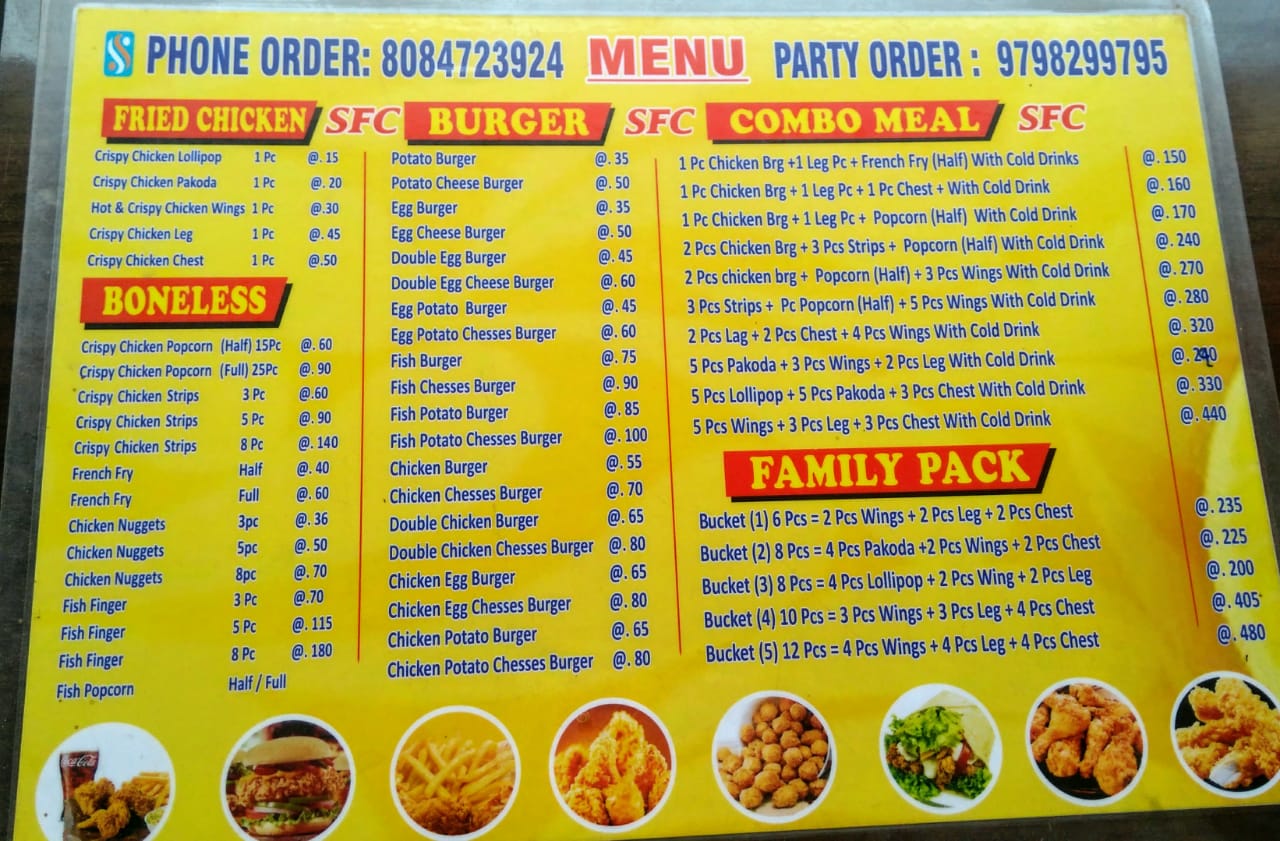 PHONE ORDER: 8084723924 MENU PARTY ORDER : 9798299795
FRIED CHICKEN SFC
Crispy Chicken Lollipop 1 Pc @. 15
Crispy Chicken Pakoda 1 Pc @. 20
Hot & Crispy Chicken Wings 1 Pc @.30
Crispy Chicken Leg 1 Pc @. 45
Crispy Chicken Chest 1 Pc @.50
BONELESS
Crispy Chicken Popcorn (Half) 15Pc @. 60
Crispy Chicken Popcorn (Full) 25Pc @. 90
Crispy Chicken Strips 3 Pc @.60
Crispy Chicken Strips 5 Pc @. 90
Crispy Chicken Strips 8 Pc @. 140
French Fry Half @. 40
French Fry Full @. 60
Chicken Nuggets 3pc @. 36
Chicken Nuggets 5pc @. 50
Chicken Nuggets 8pc @. 70
Fish Finger 3 Pc @.70
Fish Finger 5 Pc @. 115
Fish Finger 8 Pc @. 180
Fish Popcorn Half / Full
BURGER SFC
Potato Burger @. 35
Potato Cheese Burger @. 50
Egg Burger @. 35
Egg Cheese Burger @. 50
Double Egg Burger @. 45
Double Egg Cheese Burger @. 60
Egg Potato Burger @. 45
Egg Potato Chesses Burger @. 60
Fish Burger @. 75
Fish Chesses Burger @. 90
Fish Potato Burger @. 85
Fish Potato Chesses Burger @. 100
Chicken Burger @. 55
Chicken Chesses Burger @. 70
Double Chicken Burger @. 65
Double Chicken Chesses Burger @. 80
Chicken Egg Burger @. 65
Chicken Egg Chesses Burger @. 80
Chicken Potato Burger @. 65
Chicken Potato Chesses Burger @. 80
COMBO MEAL SFC
1 Pc Chicken Brg +1 Leg Pc + French Fry (Half) With Cold Drinks @. 150
1 Pc Chicken Brg + 1 Leg Pc + 1 Pc Chest + With Cold Drink @. 160
1 Pc Chicken Brg + 1 Leg Pc + Popcorn (Half) With Cold Drink @. 170
2 Pcs Chicken Brg + 3 Pcs Strips + Popcorn (Half) With Cold Drink @. 240
2 Pcs chicken brg + Popcorn (Half) + 3 Pcs Wings With Cold Drink @. 270
3 Pcs Strips + Pc Popcorn (Half) + 5 Pcs Wings With Cold Drink @. 280
2 Pcs Lag + 2 Pcs Chest + 4 Pcs Wings With Cold Drink @. 320
5 Pcs Pakoda + 3 Pcs Wings + 2 Pcs Leg With Cold Drink
5 Pcs Lollipop + 5 Pcs Pakoda + 3 Pcs Chest With Cold Drink @. 330
5 Pcs Wings + 3 Pcs Leg + 3 Pcs Chest With Cold Drink @. 440
FAMILY PACK
Bucket (1) 6 Pcs = 2 Pcs Wings + 2 Pcs Leg + 2 Pcs Chest @. 235
Bucket (2) 8 Pcs = 4 Pcs Pakoda +2 Pcs Wings + 2 Pcs Chest @. 225
Bucket (3) 8 Pcs = 4 Pcs Lollipop + 2 Pcs Wing + 2 Pcs Leg @. 200
Bucket (4) 10 Pcs = 3 Pcs Wings + 3 Pcs Leg + 4 Pcs Chest @. 405
Bucket (5) 12 Pcs = 4 Pcs Wings + 4 Pcs Leg + 4 Pcs Chest @. 480
Coca-Cola